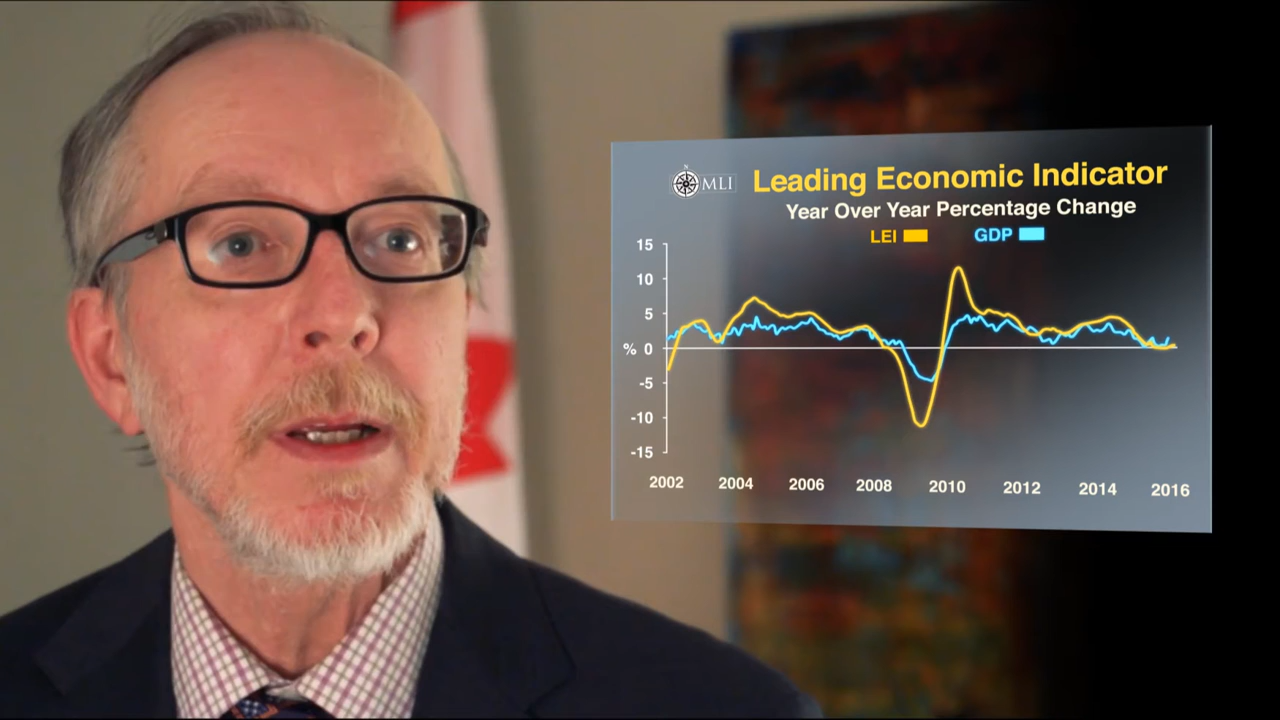 N
MLI
Leading Economic Indicator
Year Over Year Percentage Change
LEI GDP
15
10
5
% 0
-5
-10
-15
2002 2004 2006 2008 2010 2012 2014 2016